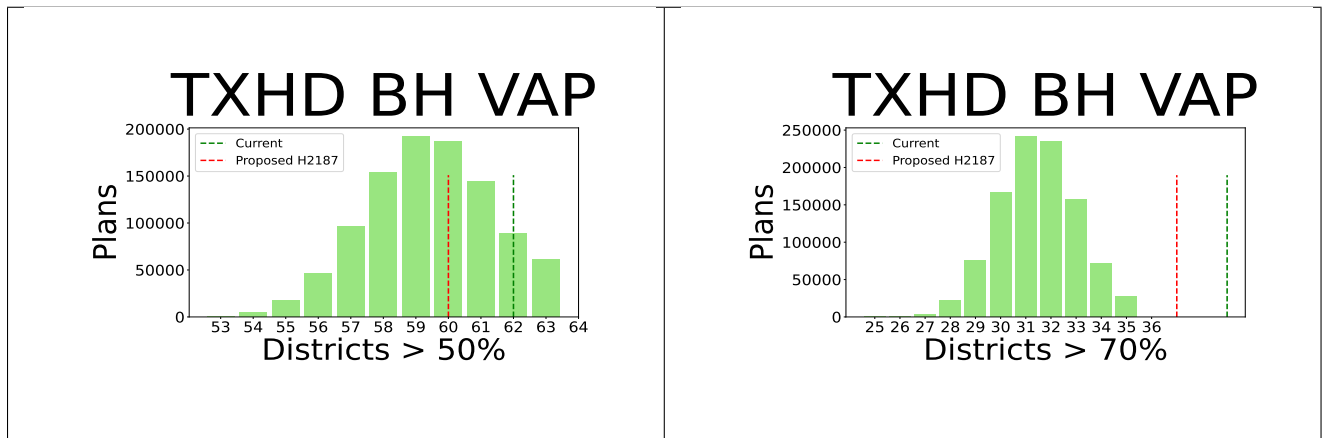 TXHD BH VAP
200000
150000
100000
50000
0
Plans
Current
Proposed H2187
53 54 55 56 57 58 59 60 61 62 63 64
Districts > 50%
TXHD BH VAP
250000
200000
150000
100000
50000
0
Plans
Current
Proposed H2187
25 26 27 28 29 30 31 32 33 34 35 36
Districts > 70%